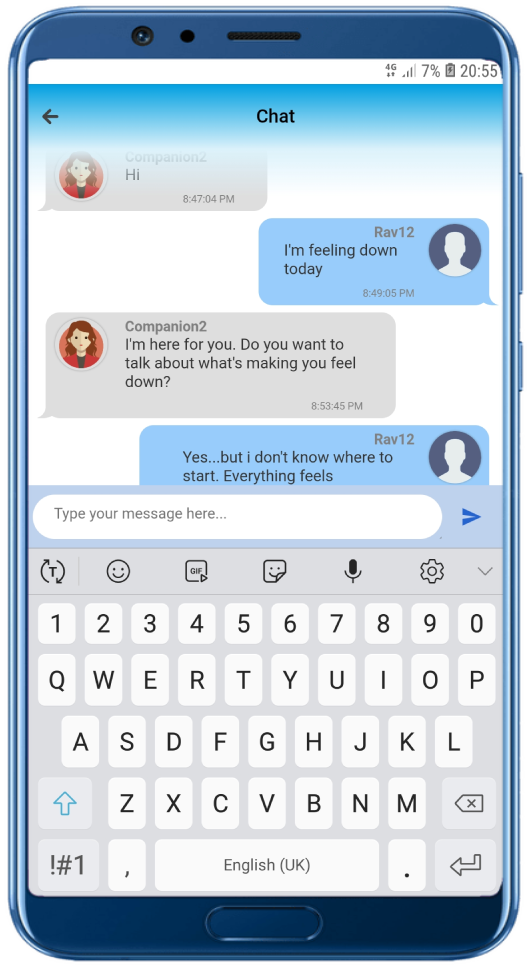 4G 7% 20:55
Chat
Companion2
Hi
8:47:04 PM
Rav12
I'm feeling down
today
8:49:05 PM
Companion2
I'm here for you. Do you want to
talk about what's making you feel
down?
8:53:45 PM
Rav12
Yes...but i don't know where to
start. Everything feels
Type your message here...
T
GIF
1 2 3 4 5 6 7 8 9 0
Q W E R T Y U I O P
A S D F G H J K L
Z X C V B N M
!#1 , English (UK) .